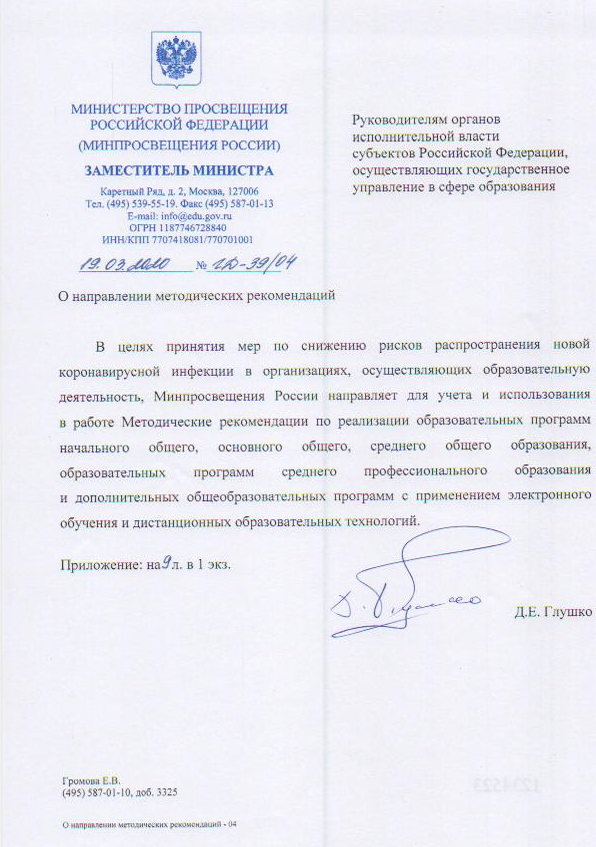 МИНИСТЕРСТВО ПРОСВЕЩЕНИЯ
РОССИЙСКОЙ ФЕДЕРАЦИИ
(МИНПРОСВЕЩЕНИЯ РОССИИ)
ЗАМЕСТИТЕЛЬ МИНИСТРА
Каретный Ряд, д. 2, Москва, 127006
Тел. (495) 539-55-19. Факс (495) 587-01-13
E-mail: info@edu.gov.ru
ОГРН 1187746728840
ИНН/КПП 7707418081/770701001
19.03.2020 № ГД-39/04
Руководителям органов
исполнительной власти
субъектов Российской Федерации,
осуществляющих государственное
управление в сфере образования
О направлении методических рекомендаций
В целях принятия мер по снижению рисков распространения новой
коронавирусной инфекции в организациях, осуществляющих образовательную
деятельность, Минпросвещения России направляет для учета и использования
в работе Методические рекомендации по реализации образовательных программ
начального общего, основного общего, среднего общего образования,
образовательных программ среднего профессионального образования
и дополнительных общеобразовательных программ с применением электронного
обучения и дистанционных образовательных технологий.
Приложение: на 9 л. в 1 экз.
Д.Е. Глушко
Громова Е.В.
(495) 587-01-10, доб. 3325
О направлении методических рекомендаций - 04